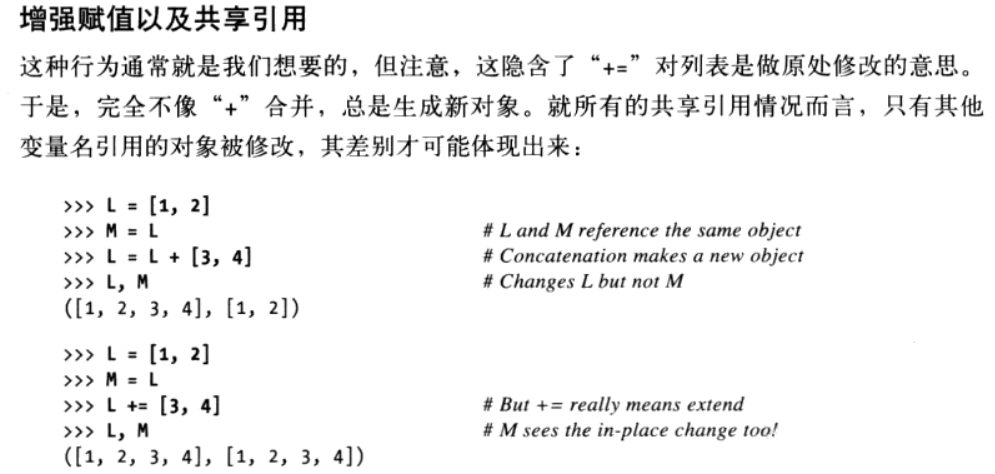 增强赋值以及共享引用
这种行为通常就是我们想要的，但注意，这隐含了“+=”对列表是做原处修改的意思。
于是，完全不像“+”合并，总是生成新对象。就所有的共享引用情况而言，只有其他
变量名引用的对象被修改，其差别才可能体现出来：
>>> L = [1, 2]
>>> M = L # L and M reference the same object
>>> L = L + [3, 4] # Concatenation makes a new object
>>> L, M # Changes L but not M
([1, 2, 3, 4], [1, 2])
>>> L = [1, 2]
>>> M = L
>>> L += [3, 4] # But += really means extend
>>> L, M # M sees the in-place change too!
([1, 2, 3, 4], [1, 2, 3, 4])